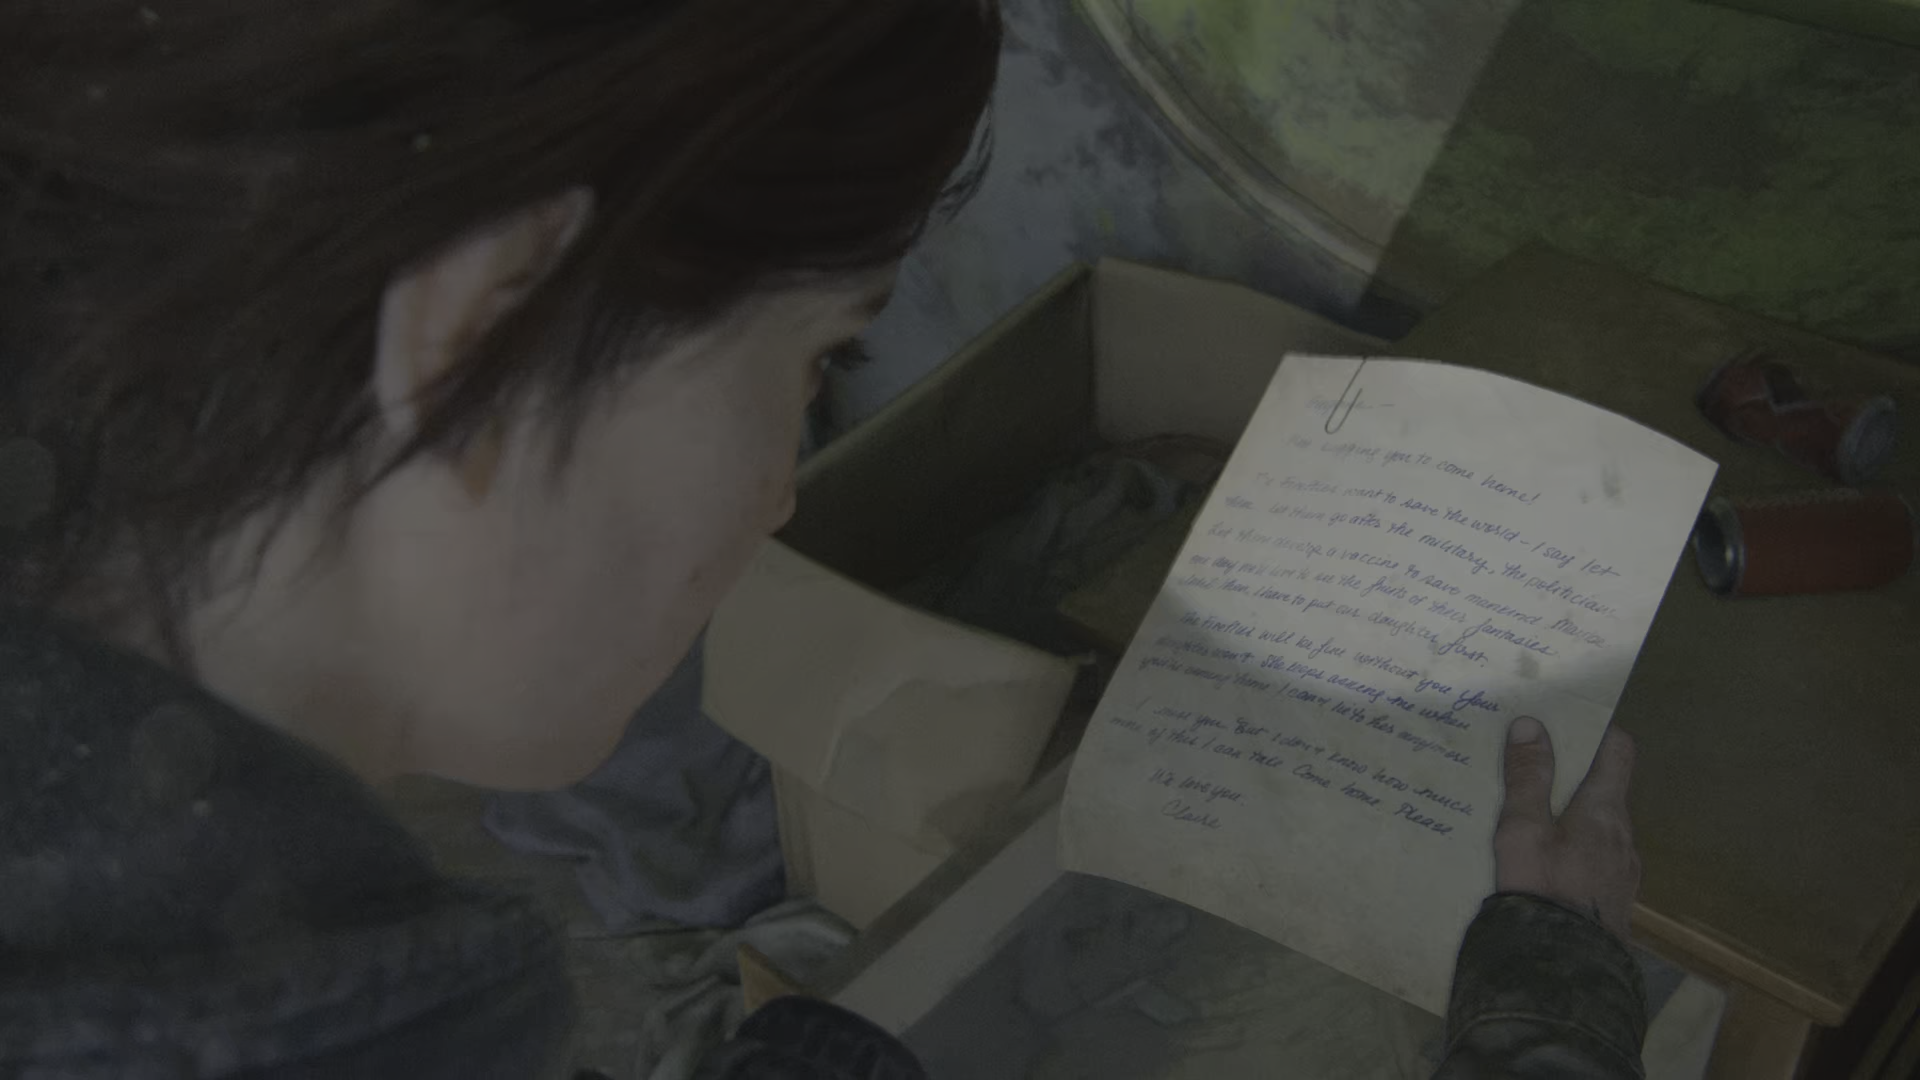 begging you to come home!
The Fireflies want to save the world - I say let
them. Let them go after the military, the politicians.
Let them develop a vaccine to save mankind. Maybe
one day we'll live to see the fruits of their fantasies.
Until then, I have to put our daughter first.
The Fireflies will be fine without you. Your
daughter won't. She keeps asking me when
you're coming home. I can't lie to her anymore.
I miss you. But I don't know how much
more of this I can take. Come home. Please.
We love you.
Claire